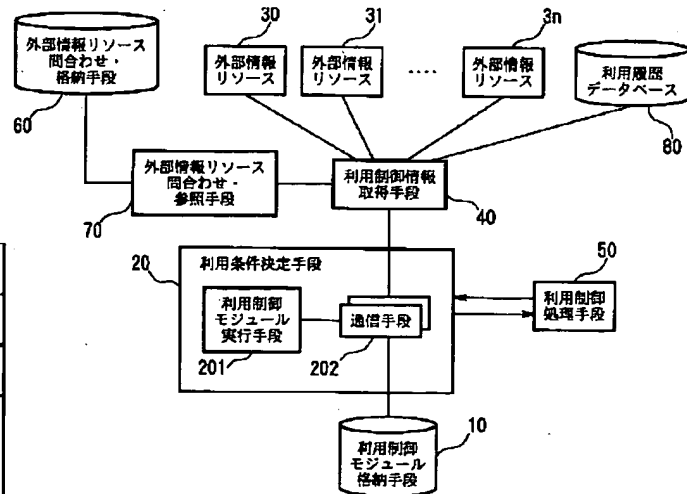 30
31
3n
外部情報リソース
問合わせ・
格納手段
外部情報
リソース
外部情報
リソース
‥‥
外部情報
リソース
利用履歴
データベース
60
80
外部情報リソース
問合わせ・
参照手段
利用制御情報
取得手段
70
40
20
利用条件決定手段
50
利用制御
モジュール
実行手段
通信手段
利用制御
処理手段
201
202
利用制御
モジュール
格納手段
10